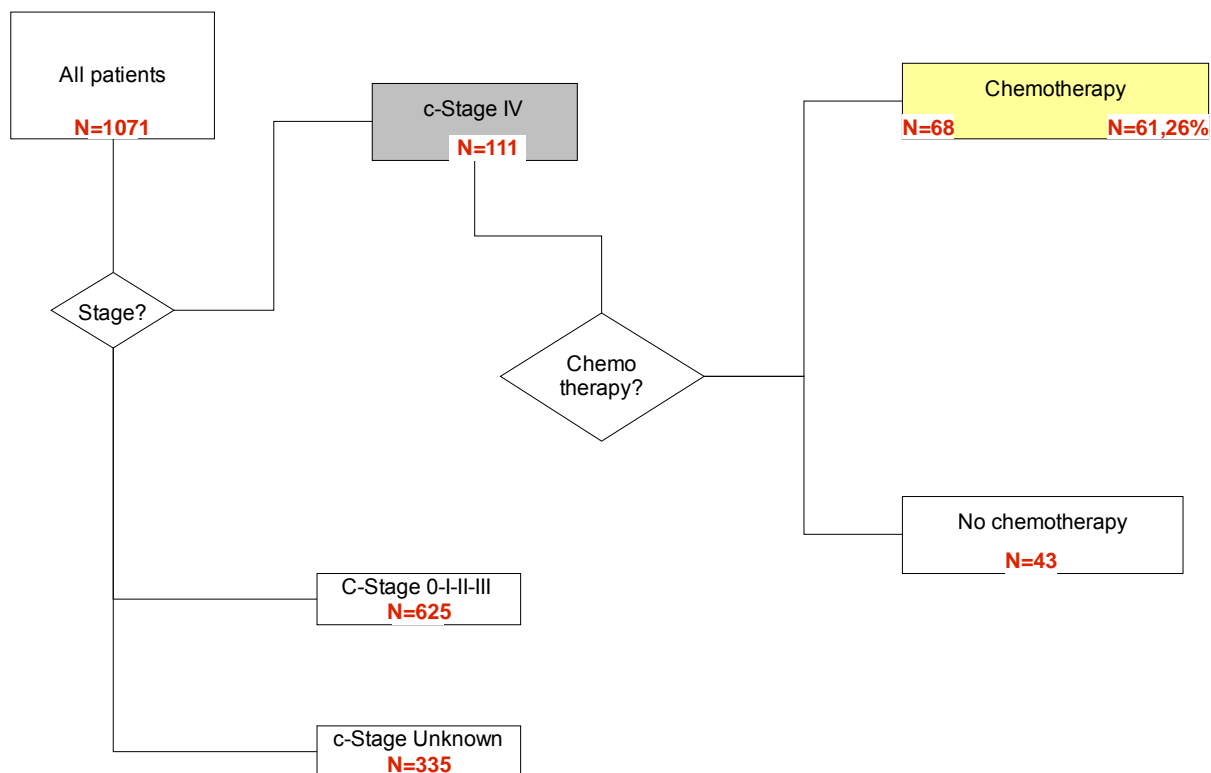 All patients
N=1071
c-Stage IV
N=111
Chemotherapy
N=68 N=61,26%
Stage?
Chemo
therapy?
No chemotherapy
N=43
C-Stage 0-I-II-III
N=625
c-Stage Unknown
N=335